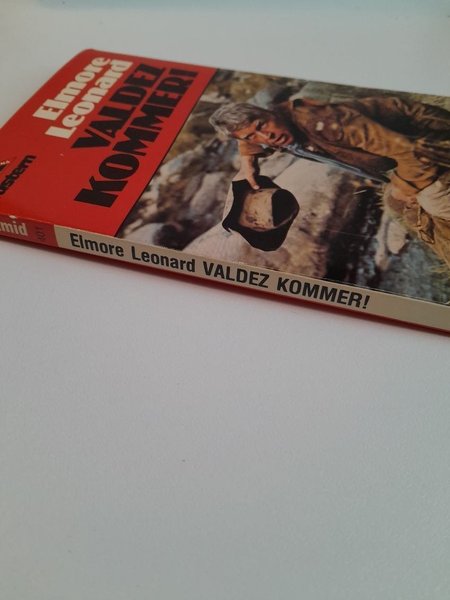 Elmore
Leonard
VALDEZ
KOMMER!
Elmore Leonard VALDEZ KOMMER!